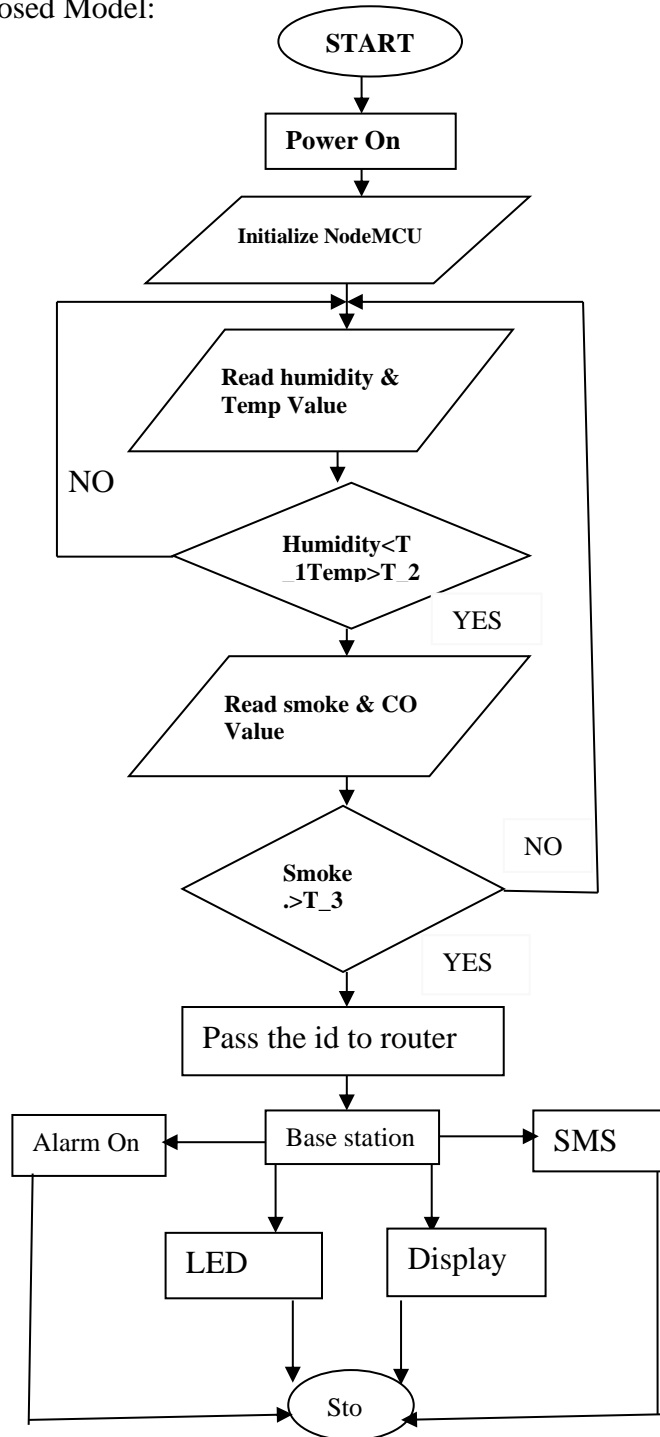 osed Model:
START
Power On
Initialize NodeMCU
Read humidity &
Temp Value
NO
Humidity<T
_1Temp>T_2
YES
Read smoke & CO
Value
NO
Smoke
.>T_3
YES
Pass the id to router
Alarm On
Base station
SMS
LED
Display
Sto